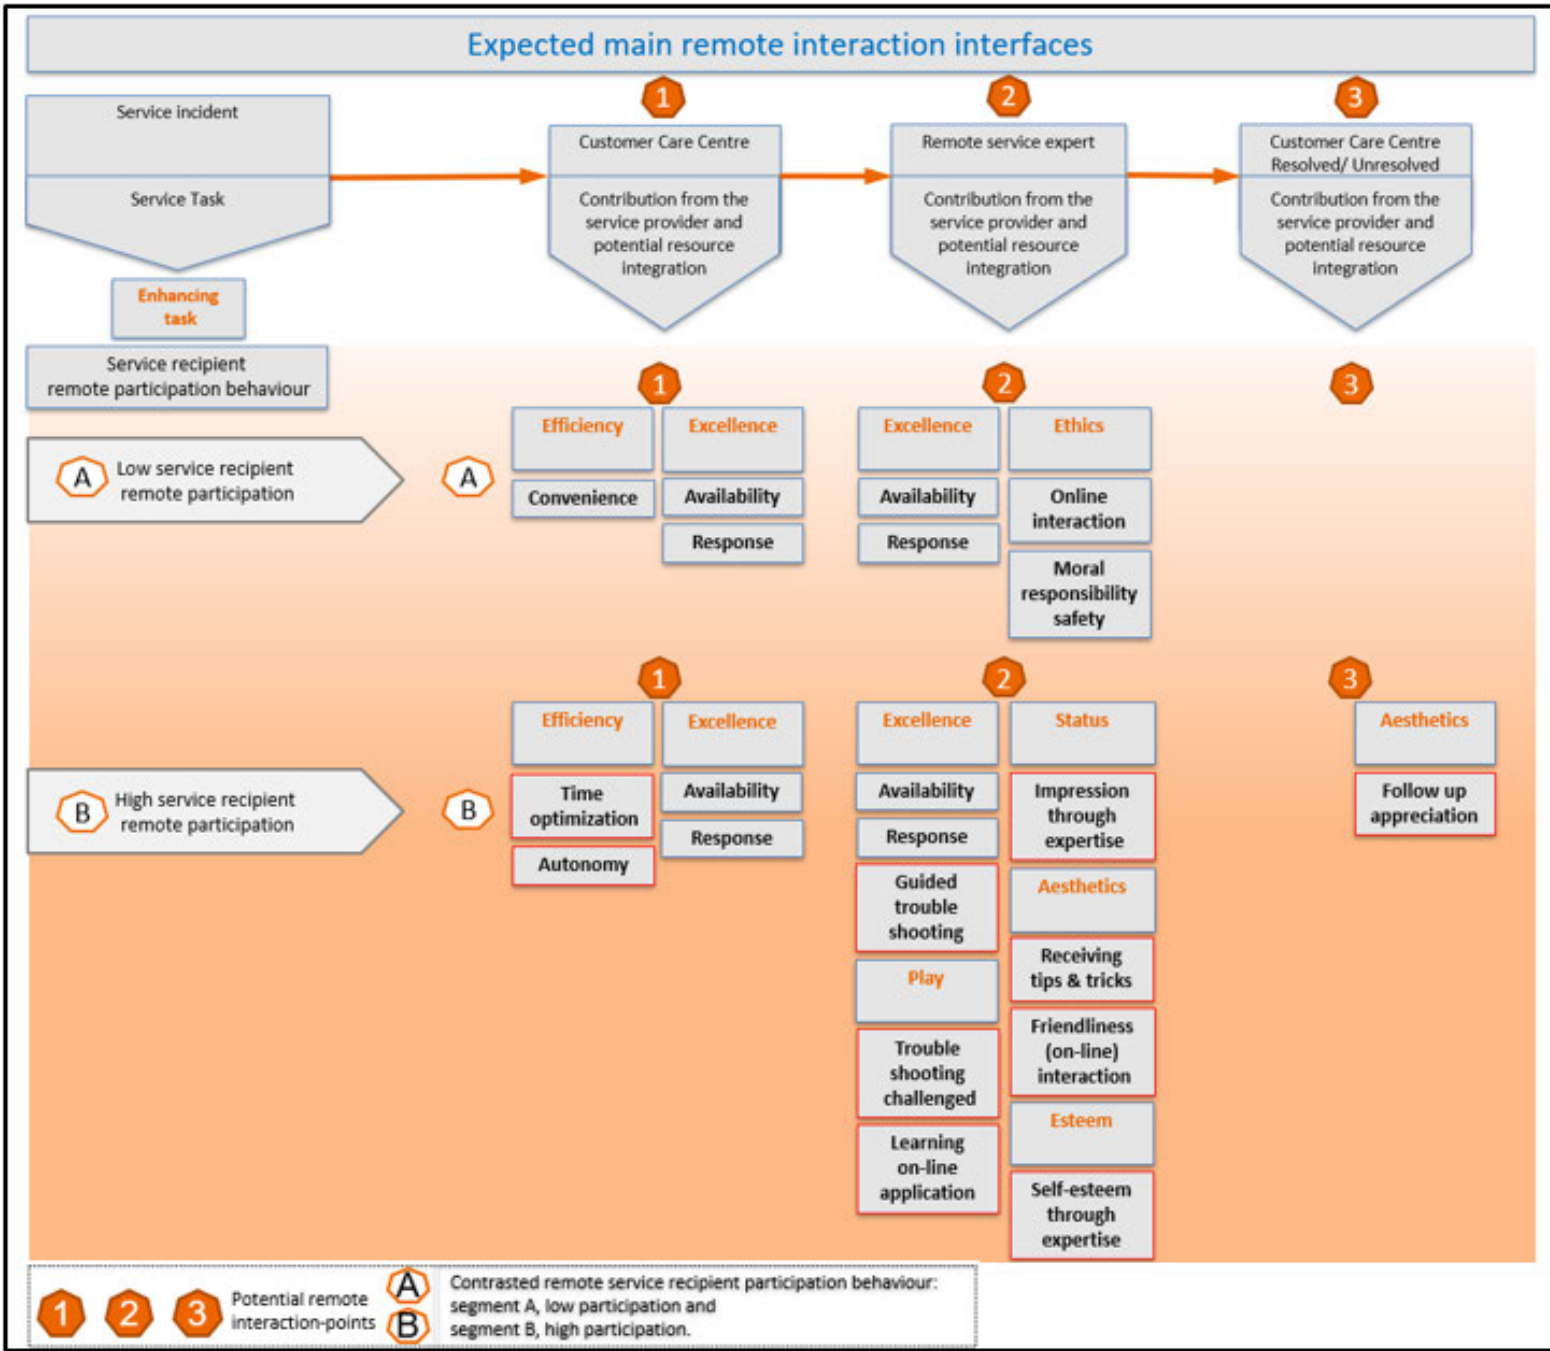 Expected main remote interaction interfaces
1
2
3
Service incident
Service Task
Customer Care Centre
Contribution from the
service provider and
potential resource
integration
Remote service expert
Contribution from the
service provider and
potential resource
integration
Customer Care Centre
Resolved/ Unresolved
Contribution from the
service provider and
potential resource
integration
Enhancing
task
Service recipient
remote participation behaviour
1
2
3
A
Low service recipient
remote participation
A
Efficiency
Convenience
Excellence
Availability
Response
Excellence
Availability
Response
Ethics
Online
interaction
Moral
responsibility
safety
1
2
3
B
High service recipient
remote participation
B
Efficiency
Time
optimization
Autonomy
Excellence
Availability
Response
Excellence
Availability
Response
Guided
trouble
shooting
Play
Trouble
shooting
challenged
Learning
on-line
application
Status
Impression
through
expertise
Aesthetics
Receiving
tips & tricks
Friendliness
(on-line)
interaction
Esteem
Self-esteem
through
expertise
Aesthetics
Follow up
appreciation
1
2
3
Potential remote
interaction-points
A
B
Contrasted remote service recipient participation behaviour:
segment A, low participation and
segment B, high participation.